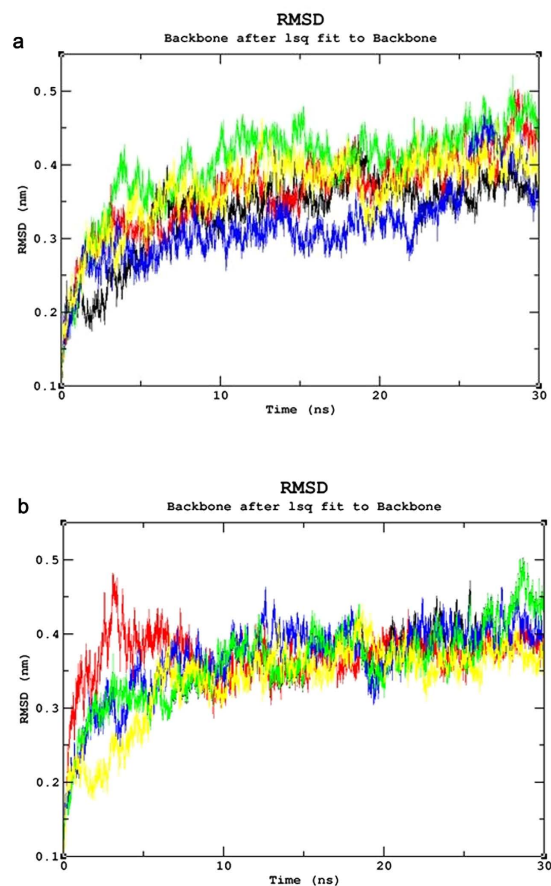 a
RMSD
Backbone after lsq fit to Backbone
0.5
0.4
0.3
0.2
0.1
RMSD (nm)
0 10 20 30
Time (ns)
b
RMSD
Backbone after lsq fit to Backbone
0.5
0.4
0.3
0.2
0.1
RMSD (nm)
0 10 20 30
Time (ns)